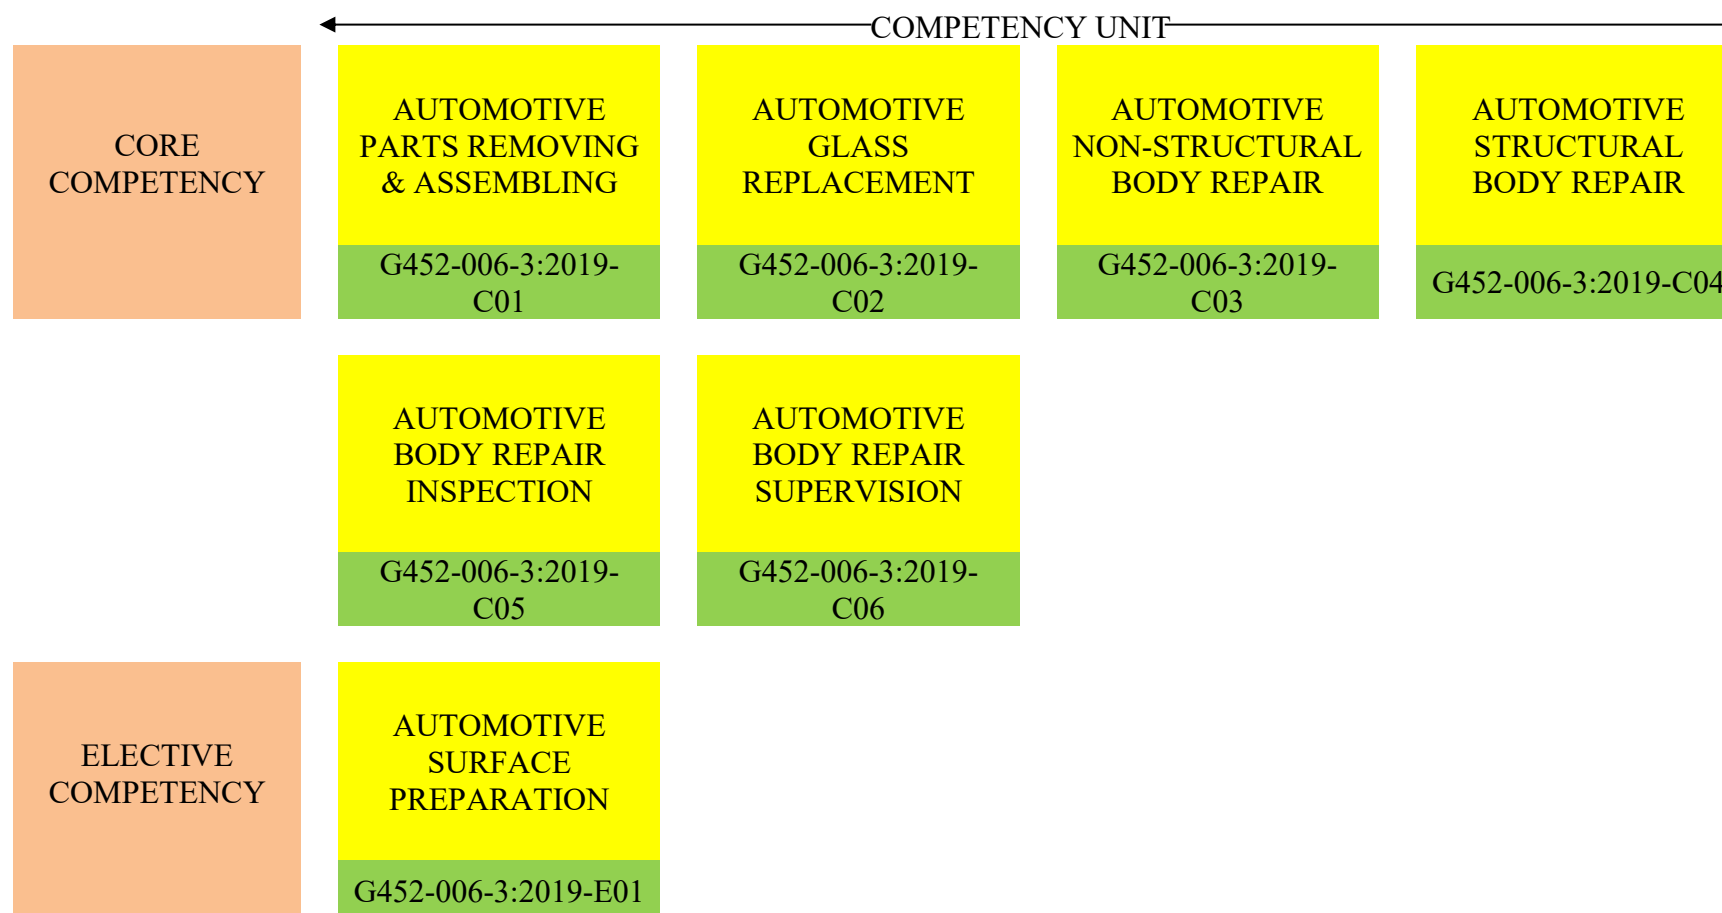 COMPETENCY UNIT
CORE
COMPETENCY
AUTOMOTIVE
PARTS REMOVING
& ASSEMBLING
G452-006-3:2019-
C01
AUTOMOTIVE
GLASS
REPLACEMENT
G452-006-3:2019-
C02
AUTOMOTIVE
NON-STRUCTURAL
BODY REPAIR
G452-006-3:2019-
C03
AUTOMOTIVE
STRUCTURAL
BODY REPAIR
G452-006-3:2019-C04
AUTOMOTIVE
BODY REPAIR
INSPECTION
G452-006-3:2019-
C05
AUTOMOTIVE
BODY REPAIR
SUPERVISION
G452-006-3:2019-
C06
ELECTIVE
COMPETENCY
AUTOMOTIVE
SURFACE
PREPARATION
G452-006-3:2019-E01